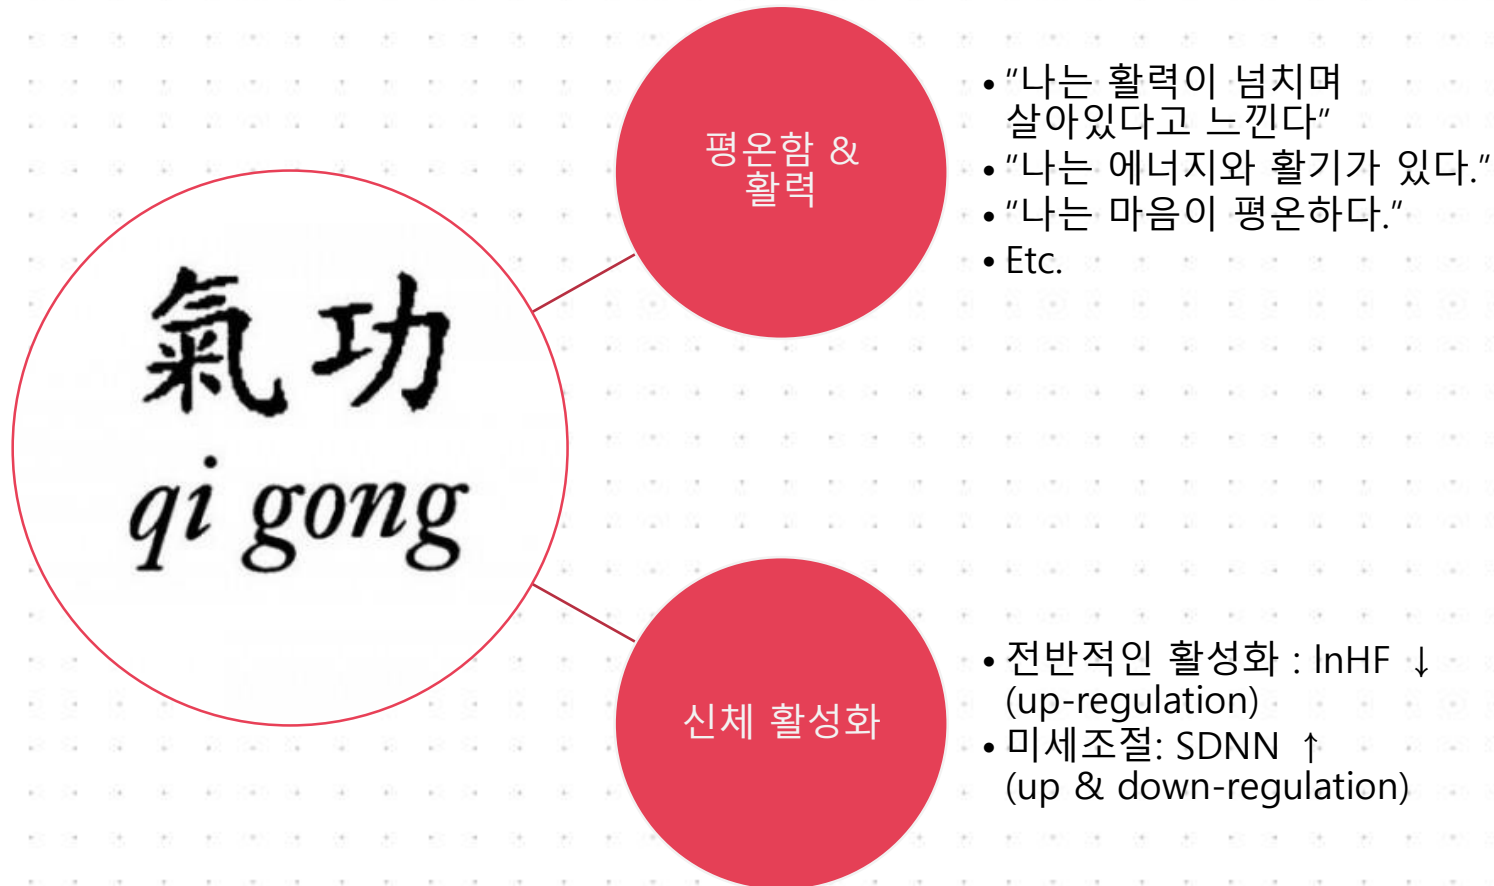 氣功
qi gong
평온함 &
활력
• "나는 활력이 넘치며
살아있다고 느낀다"
• "나는 에너지와 활기가 있다."
• "나는 마음이 평온하다."
• Etc.
신체 활성화
• 전반적인 활성화 : lnHF ↓
(up-regulation)
• 미세조절: SDNN ↑
(up & down-regulation)